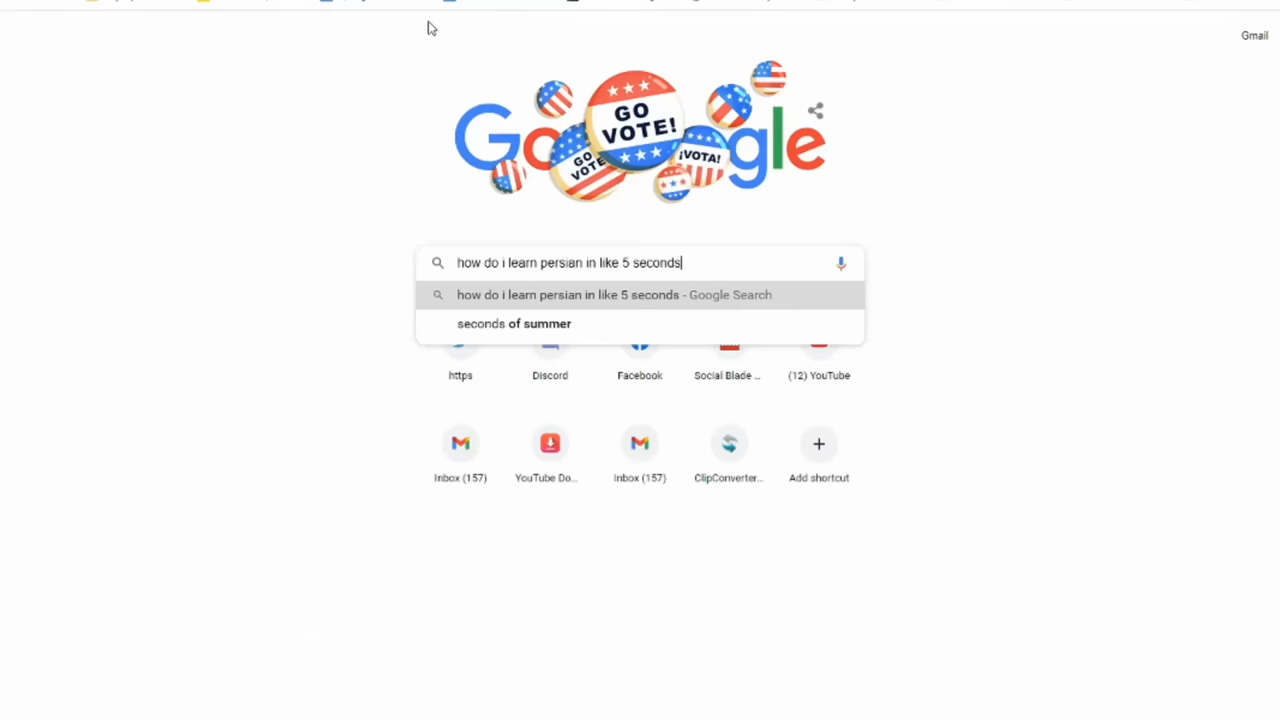 Gmail
Google
GO VOTE!
GO VOTE
¡VOTA!
how do i learn persian in like 5 seconds
how do i learn persian in like 5 seconds - Google Search
seconds of summer
https
Discord
Facebook
Social Blade ...
(12) YouTube
Inbox (157)
YouTube Do...
Inbox (157)
ClipConverter...
Add shortcut